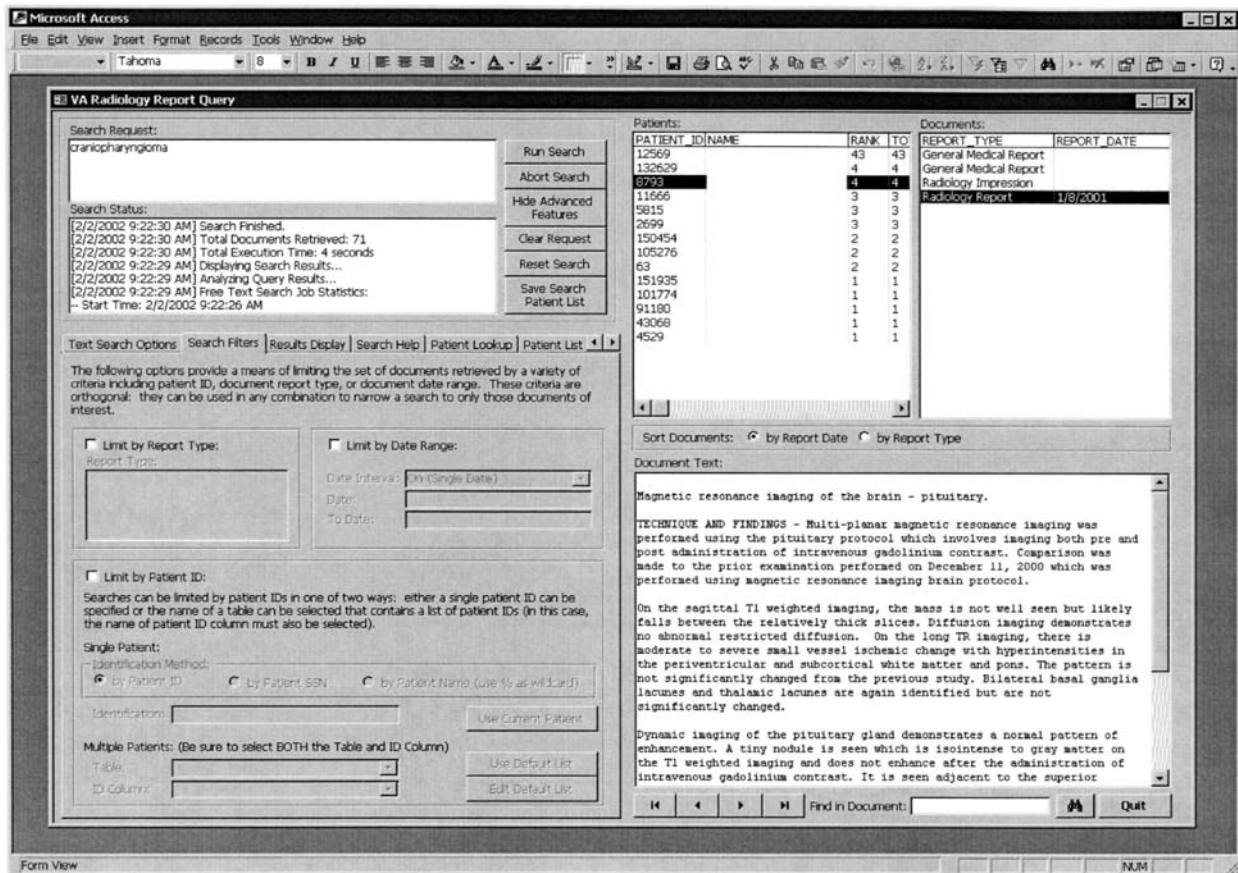 Microsoft Access
File Edit View Insert Format Records Tools Window Help
Tahoma 8 B I U
VA Radiology Report Query
Search Request:
craniopharyngioma
Run Search
Abort Search
Hide Advanced
Features
Clear Request
Reset Search
Save Search
Patient List
Search Status:
[2/2/2002 9:22:30 AM] Search Finished.
[2/2/2002 9:22:30 AM] Total Documents Retrieved: 71
[2/2/2002 9:22:30 AM] Total Execution Time: 4 seconds
[2/2/2002 9:22:29 AM] Displaying Search Results...
[2/2/2002 9:22:29 AM] Analyzing Query Results...
[2/2/2002 9:22:29 AM] Free Text Search Job Statistics:
-- Start Time: 2/2/2002 9:22:26 AM
Text Search Options Search Filters Results Display Search Help Patient Lookup Patient List
The following options provide a means of limiting the set of documents retrieved by a variety of
criteria including patient ID, document report type, or document date range. These criteria are
orthogonal: they can be used in any combination to narrow a search to only those documents of
interest.
Limit by Report Type:
Report Type:
Limit by Date Range:
Date Interval: On (Single Date)
Date:
To Date:
Limit by Patient ID:
Searches can be limited by patient IDs in one of two ways: either a single patient ID can be
specified or the name of a table can be selected that contains a list of patient IDs (in this case,
the name of patient ID column must also be selected).
Single Patient:
Identification Method:
by Patient ID by Patient SSN by Patient Name (use % as wildcard)
Identification: Use Current Patient
Multiple Patients: (Be sure to select BOTH the Table and ID Column)
Table: Use Default List
ID Column: Edit Default List
Patients:
PATIENT_ID NAME RANK TO
12569 43 43
132629 4 4
8793 4 4
11666 3 3
5815 3 3
2699 3 3
150454 2 2
105276 2 2
63 2 2
151935 1 1
101774 1 1
91180 1 1
43068 1 1
4529 1 1
Documents:
REPORT_TYPE REPORT_DATE
General Medical Report
General Medical Report
Radiology Impression
Radiology Report 1/8/2001
Sort Documents: by Report Date by Report Type
Document Text:
Magnetic resonance imaging of the brain - pituitary.
TECHNIQUE AND FINDINGS - Multi-planar magnetic resonance imaging was
performed using the pituitary protocol which involves imaging both pre and
post administration of intravenous gadolinium contrast. Comparison was
made to the prior examination performed on December 11, 2000 which was
performed using magnetic resonance imaging brain protocol.
On the sagittal T1 weighted imaging, the mass is not well seen but likely
falls between the relatively thick slices. Diffusion imaging demonstrates
no abnormal restricted diffusion. On the long TR imaging, there is
moderate to severe small vessel ischemic change with hyperintensities in
the periventricular and subcortical white matter and pons. The pattern is
not significantly changed from the previous study. Bilateral basal ganglia
lacunes and thalamic lacunes are again identified but are not
significantly changed.
Dynamic imaging of the pituitary gland demonstrates a normal pattern of
enhancement. A tiny nodule is seen which is isointense to gray matter on
the T1 weighted imaging and does not enhance after the administration of
intravenous gadolinium contrast. It is seen adjacent to the superior
Find in Document: Quit
Form View NUM